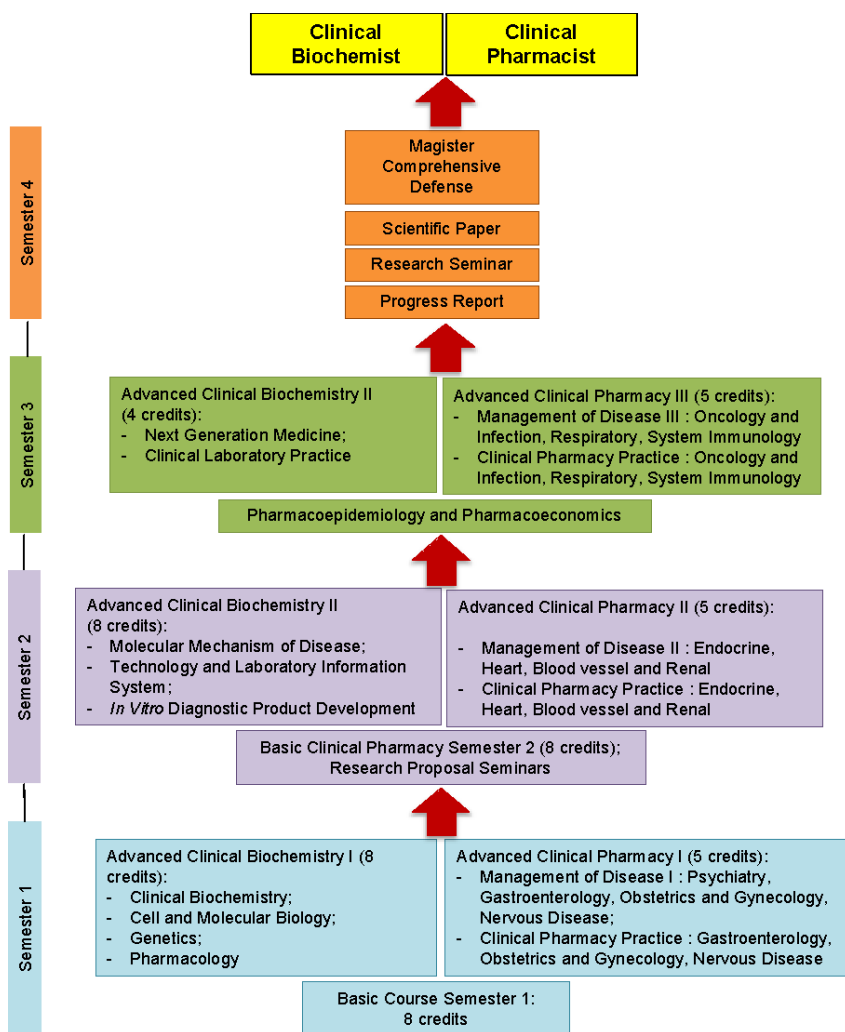 Clinical
Biochemist
Clinical
Pharmacist
Semester 4
Magister
Comprehensive
Defense
Scientific Paper
Research Seminar
Progress Report
Semester 3
Advanced Clinical Biochemistry II
(4 credits):
- Next Generation Medicine;
- Clinical Laboratory Practice
Advanced Clinical Pharmacy III (5 credits):
- Management of Disease III : Oncology and
Infection, Respiratory, System Immunology
- Clinical Pharmacy Practice : Oncology and
Infection, Respiratory, System Immunology
Pharmacoepidemiology and Pharmacoeconomics
Semester 2
Advanced Clinical Biochemistry II
(8 credits):
- Molecular Mechanism of Disease;
- Technology and Laboratory Information
System;
- In Vitro Diagnostic Product Development
Advanced Clinical Pharmacy II (5 credits):
- Management of Disease II : Endocrine,
Heart, Blood vessel and Renal
- Clinical Pharmacy Practice : Endocrine,
Heart, Blood vessel and Renal
Basic Clinical Pharmacy Semester 2 (8 credits);
Research Proposal Seminars
Semester 1
Advanced Clinical Biochemistry I (8
credits):
- Clinical Biochemistry;
- Cell and Molecular Biology;
- Genetics;
- Pharmacology
Advanced Clinical Pharmacy I (5 credits):
- Management of Disease I : Psychiatry,
Gastroenterology, Obstetrics and Gynecology,
Nervous Disease;
- Clinical Pharmacy Practice : Gastroenterology,
Obstetrics and Gynecology, Nervous Disease
Basic Course Semester 1:
8 credits